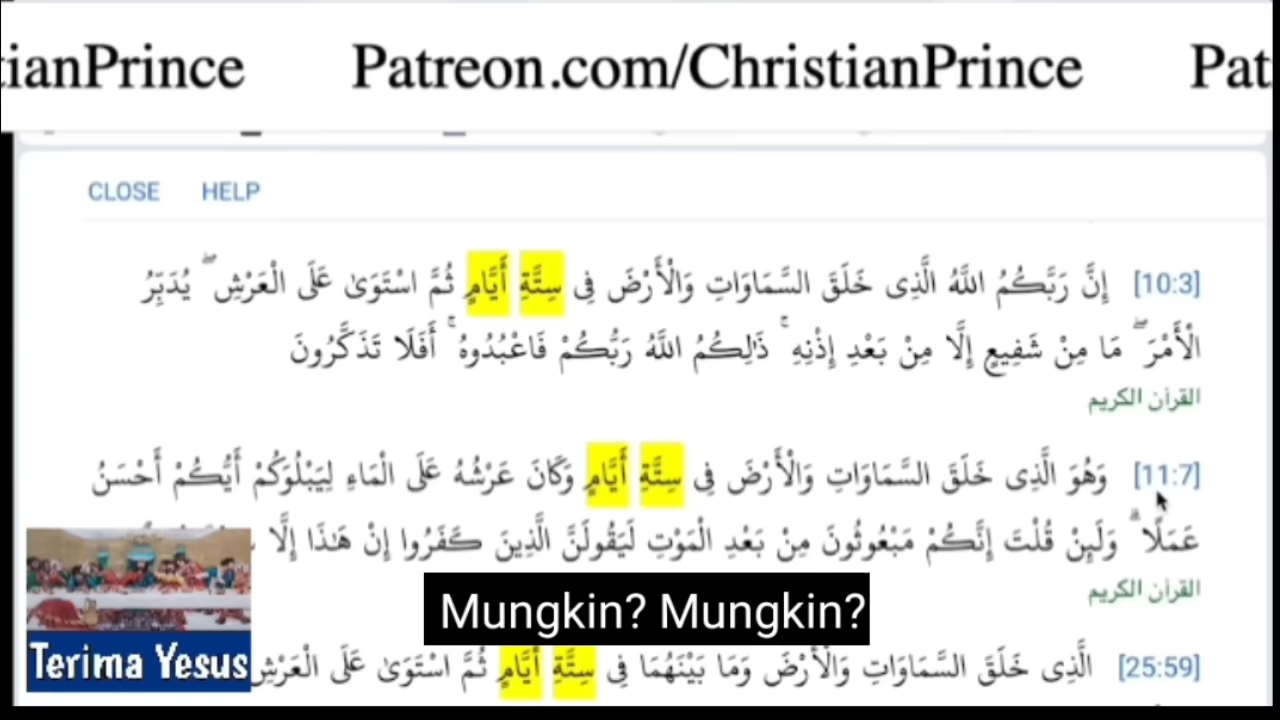 tianPrince Patreon.com/ChristianPrince Pat
CLOSE HELP
[10:3] إِنَّ رَبَّكُمُ اللَّهُ الَّذِى خَلَقَ السَّمَاوَاتِ وَالْأَرْضَ فِى سِتَّةِ أَيَّامٍ ثُمَّ اسْتَوَىٰ عَلَى الْعَرْشِ ۖ يُدَبِّرُ
الْأَمْرَ ۖ مَا مِنْ شَفِيعٍ إِلَّا مِنْ بَعْدِ إِذْنِهِ ۚ ذَٰلِكُمُ اللَّهُ رَبُّكُمْ فَاعْبُدُوهُ ۚ أَفَلَا تَذَكَّرُونَ
القرآن الكريم
[11:7] وَهُوَ الَّذِى خَلَقَ السَّمَاوَاتِ وَالْأَرْضَ فِى سِتَّةِ أَيَّامٍ وَكَانَ عَرْشُهُ عَلَى الْمَاءِ لِيَبْلُوَكُمْ أَيُّكُمْ أَحْسَنُ
عَمَلًا ۗ وَلَئِنْ قُلْتَ إِنَّكُمْ مَبْعُوثُونَ مِنْ بَعْدِ الْمَوْتِ لَيَقُولَنَّ الَّذِينَ كَفَرُوا إِنْ هَٰذَا إِلَّا
القرآن الكريم
Mungkin? Mungkin?
[25:59] الَّذِى خَلَقَ السَّمَاوَاتِ وَالْأَرْضَ وَمَا بَيْنَهُمَا فِى سِتَّةِ أَيَّامٍ ثُمَّ اسْتَوَىٰ عَلَى الْعَرْشِ
Terima Yesus